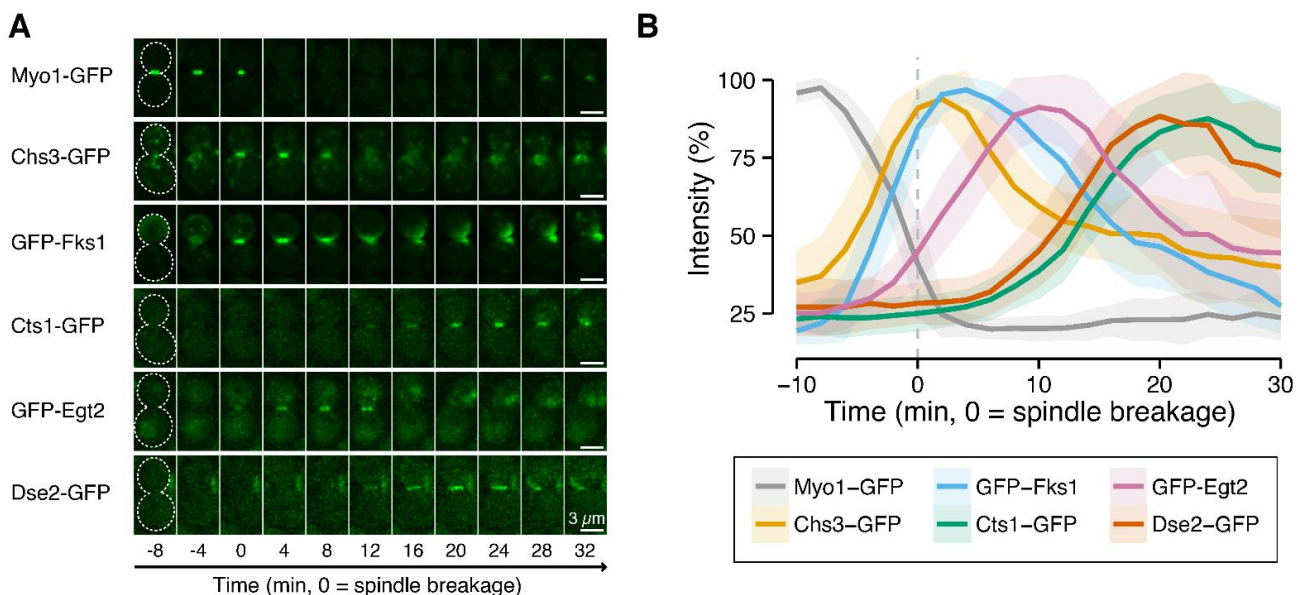 A
Myo1-GFP
Chs3-GFP
GFP-Fks1
Cts1-GFP
GFP-Egt2
Dse2-GFP
3 µm
-8 -4 0 4 8 12 16 20 24 28 32
Time (min, 0 = spindle breakage)
B
Intensity (%)
100
75
50
25
−10 0 10 20 30
Time (min, 0 = spindle breakage)
Myo1−GFP GFP−Fks1 GFP-Egt2
Chs3−GFP Cts1−GFP Dse2−GFP